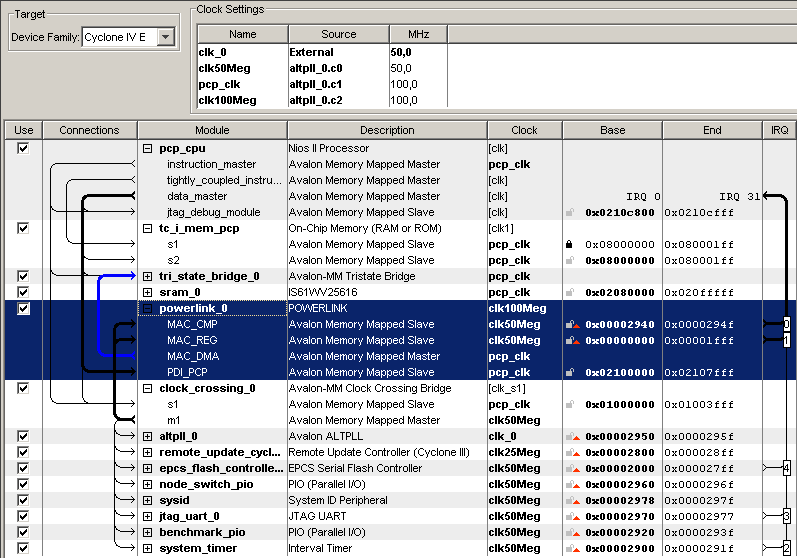 Target
Device Family: Cyclone IV E
Clock Settings
Name Source MHz
clk_0 External 50,0
clk50Meg altpll_0.c0 50,0
pcp_clk altpll_0.c1 100,0
clk100Meg altpll_0.c2 100,0
Use Connections Module Description Clock Base End IRQ
pcp_cpu Nios II Processor [clk]
instruction_master Avalon Memory Mapped Master pcp_clk
tightly_coupled_instru... Avalon Memory Mapped Master [clk]
data_master Avalon Memory Mapped Master [clk] IRQ 0 IRQ 31
jtag_debug_module Avalon Memory Mapped Slave [clk] 0x0210c800 0x0210cfff
tc_i_mem_pcp On-Chip Memory (RAM or ROM) [clk1]
s1 Avalon Memory Mapped Slave pcp_clk 0x08000000 0x080001ff
s2 Avalon Memory Mapped Slave pcp_clk 0x08000000 0x080001ff
tri_state_bridge_0 Avalon-MM Tristate Bridge pcp_clk
sram_0 IS61WV25616 pcp_clk 0x02080000 0x020fffff
powerlink_0 POWERLINK clk100Meg
MAC_CMP Avalon Memory Mapped Slave clk50Meg 0x00002940 0x0000294f 0
MAC_REG Avalon Memory Mapped Slave clk50Meg 0x00000000 0x00001fff 1
MAC_DMA Avalon Memory Mapped Master pcp_clk
PDI_PCP Avalon Memory Mapped Slave pcp_clk 0x02100000 0x02107fff
clock_crossing_0 Avalon-MM Clock Crossing Bridge [clk_s1]
s1 Avalon Memory Mapped Slave pcp_clk 0x01000000 0x01003fff
m1 Avalon Memory Mapped Master clk50Meg
altpll_0 Avalon ALTPLL clk_0 0x00002950 0x0000295f
remote_update_cycl... Remote Update Controller (Cyclone III) clk25Meg 0x00002800 0x000028ff
epcs_flash_controlle... EPCS Serial Flash Controller clk50Meg 0x00002000 0x000027ff 4
node_switch_pio PIO (Parallel I/O) clk50Meg 0x00002960 0x0000296f
sysid System ID Peripheral clk50Meg 0x00002978 0x0000297f
jtag_uart_0 JTAG UART clk50Meg 0x00002970 0x00002977 3
benchmark_pio PIO (Parallel I/O) clk50Meg 0x00002920 0x0000293f
system_timer Interval Timer clk50Meg 0x00002900 0x0000291f 2